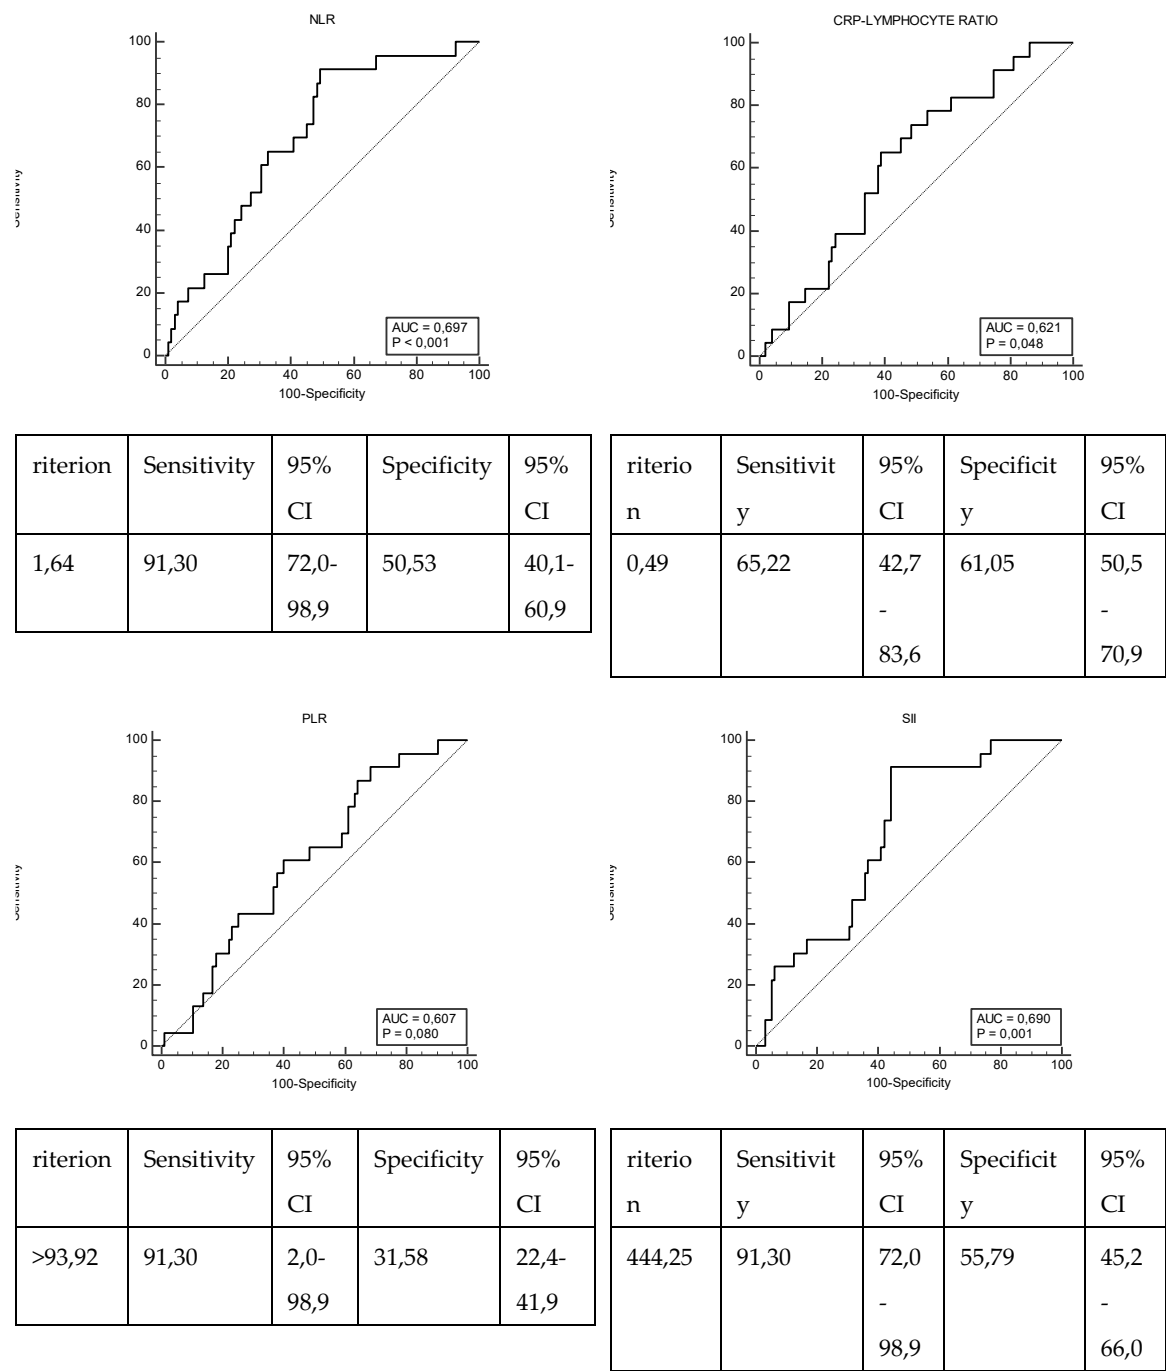 NLR
100
80
60
40
20
0
AUC = 0,697
P < 0,001
0 20 40 60 80 100
100-Specificity
CRP-LYMPHOCYTE RATIO
100
80
60
40
20
0
AUC = 0,621
P = 0,048
0 20 40 60 80 100
100-Specificity
riterion Sensitivity 95% Specificity 95%
CI CI
1,64 91,30 72,0- 50,53 40,1-
98,9 60,9
riterio Sensitivit 95% Specificit 95%
n y CI y CI
0,49 65,22 42,7 61,05 50,5
- -
83,6 70,9
PLR
100
80
60
40
20
0
AUC = 0,607
P = 0,080
0 20 40 60 80 100
100-Specificity
SII
100
80
60
40
20
0
AUC = 0,690
P = 0,001
0 20 40 60 80 100
100-Specificity
riterion Sensitivity 95% Specificity 95%
CI CI
>93,92 91,30 2,0- 31,58 22,4-
98,9 41,9
riterio Sensitivit 95% Specificit 95%
n y CI y CI
444,25 91,30 72,0 55,79 45,2
- -
98,9 66,0